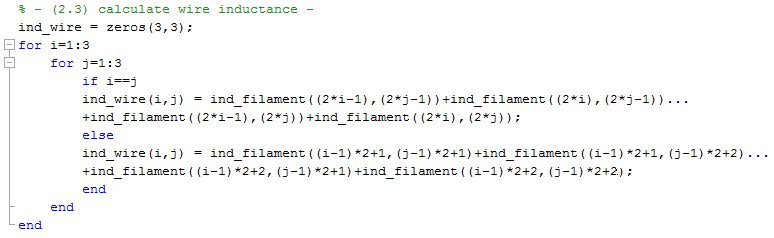 % - (2.3) calculate wire inductance -
ind_wire = zeros(3,3);
for i=1:3
for j=1:3
if i==j
ind_wire(i,j) = ind_filament((2*i-1),(2*j-1))+ind_filament((2*i),(2*j-1))...
+ind_filament((2*i-1),(2*j))+ind_filament((2*i),(2*j));
else
ind_wire(i,j) = ind_filament((i-1)*2+1,(j-1)*2+1)+ind_filament((i-1)*2+1,(j-1)*2+2)...
+ind_filament((i-1)*2+2,(j-1)*2+1)+ind_filament((i-1)*2+2,(j-1)*2+2);
end
end
end